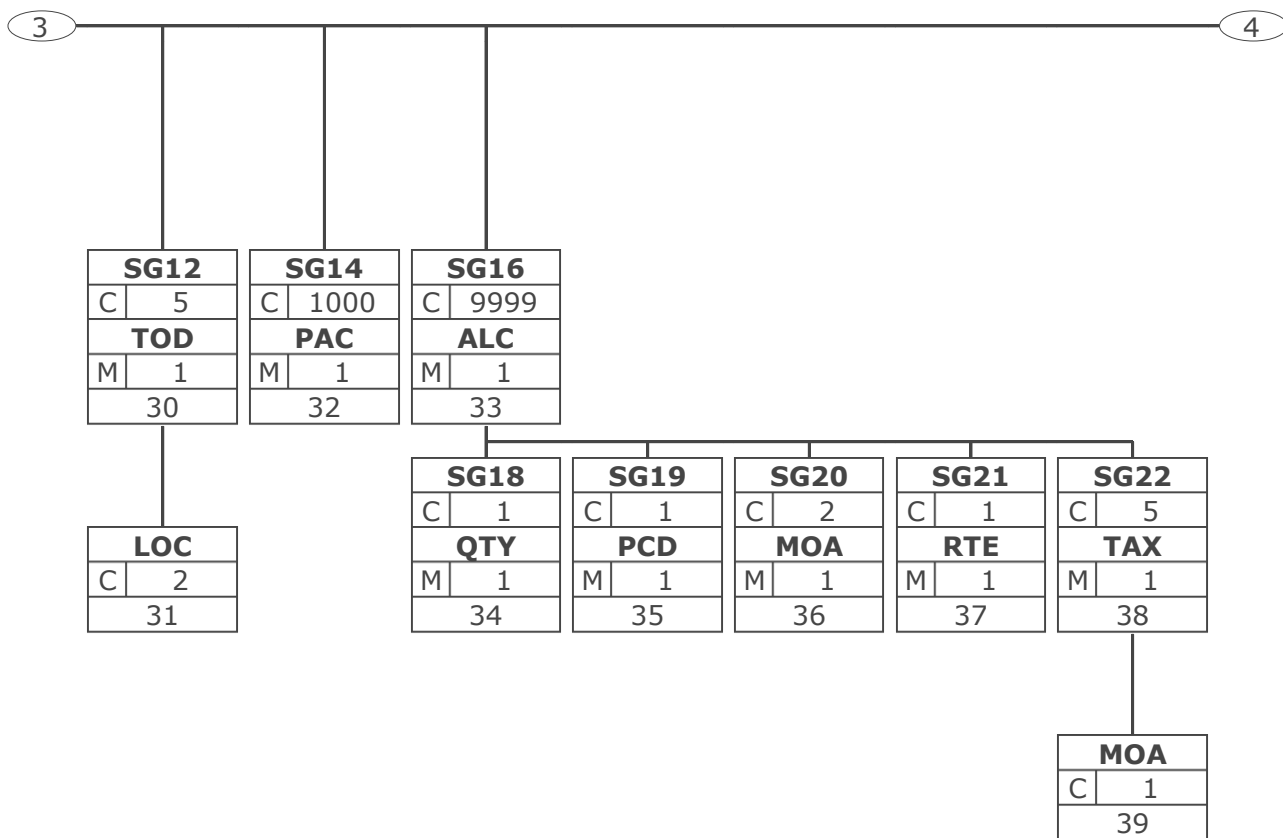 3
4
SG12
C 5
TOD
M 1
30
SG14
C 1000
PAC
M 1
32
SG16
C 9999
ALC
M 1
33
LOC
C 2
31
SG18
C 1
QTY
M 1
34
SG19
C 1
PCD
M 1
35
SG20
C 2
MOA
M 1
36
SG21
C 1
RTE
M 1
37
SG22
C 5
TAX
M 1
38
MOA
C 1
39